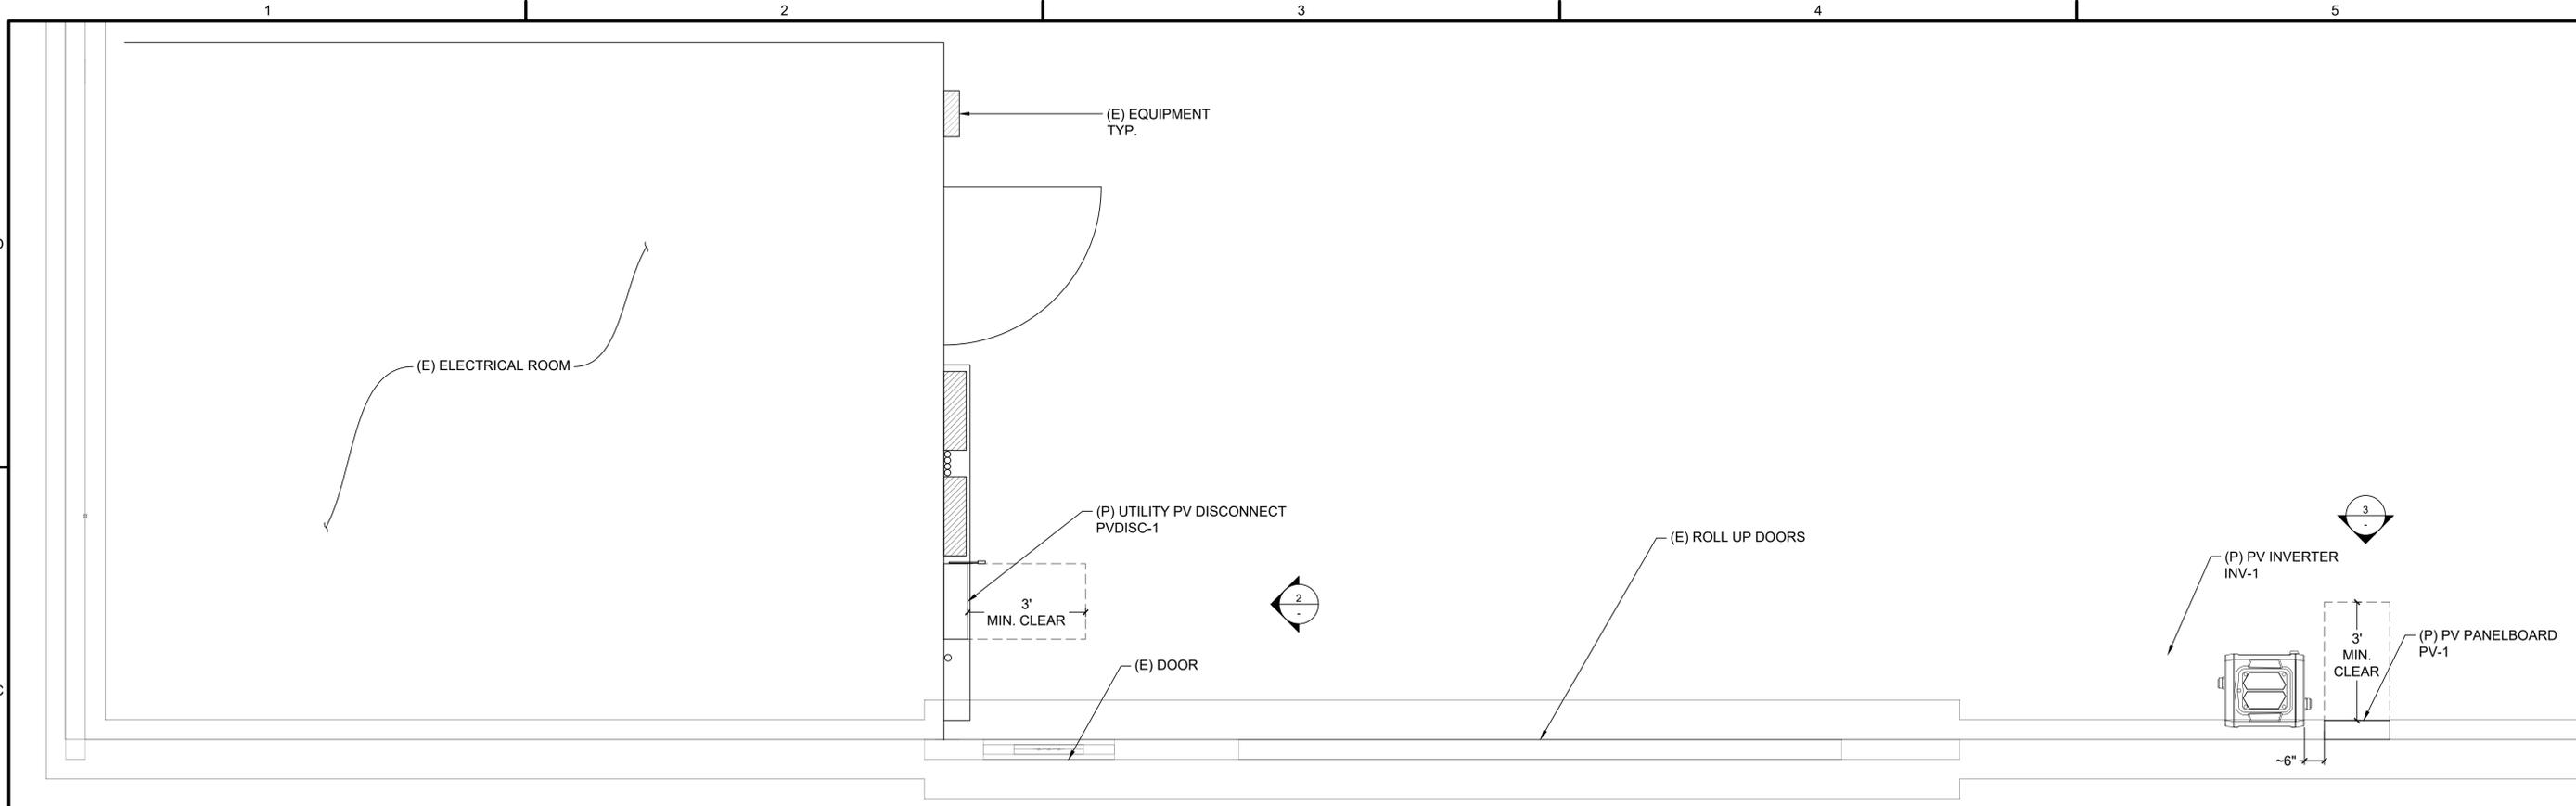 1 2 3 4 5
(E) EQUIPMENT
TYP.
(E) ELECTRICAL ROOM
(P) UTILITY PV DISCONNECT
PVDISC-1
(E) ROLL UP DOORS
3
-
(P) PV INVERTER
INV-1
3'
MIN. CLEAR
2
-
3'
MIN.
CLEAR
(P) PV PANELBOARD
PV-1
(E) DOOR
~6"